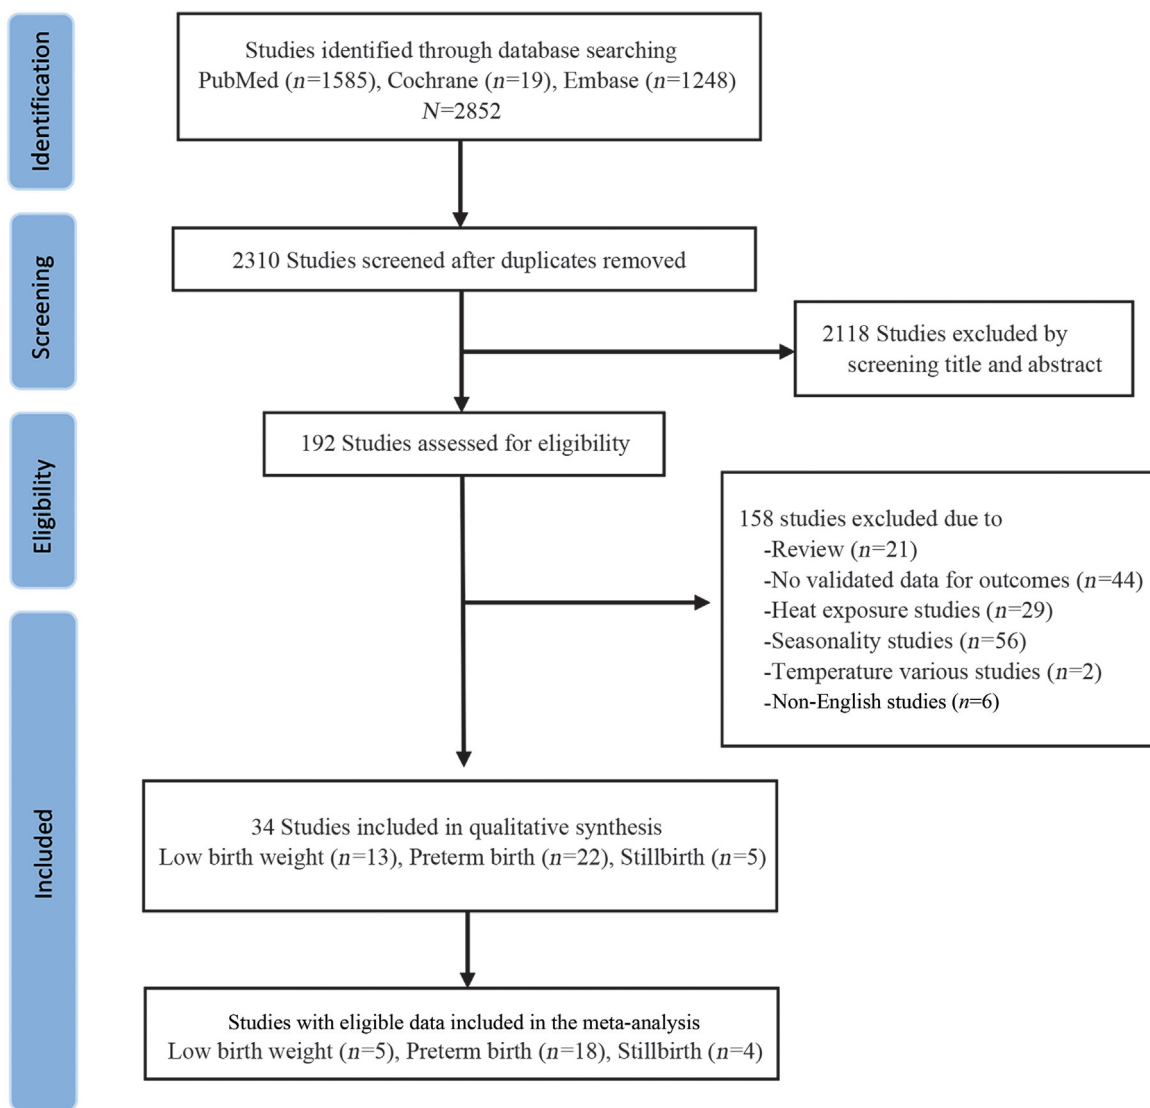 Identification
Studies identified through database searching
PubMed (n=1585), Cochrane (n=19), Embase (n=1248)
N=2852
Screening
2310 Studies screened after duplicates removed
2118 Studies excluded by
screening title and abstract
Eligibility
192 Studies assessed for eligibility
158 studies excluded due to
-Review (n=21)
-No validated data for outcomes (n=44)
-Heat exposure studies (n=29)
-Seasonality studies (n=56)
-Temperature various studies (n=2)
-Non-English studies (n=6)
Included
34 Studies included in qualitative synthesis
Low birth weight (n=13), Preterm birth (n=22), Stillbirth (n=5)
Studies with eligible data included in the meta-analysis
Low birth weight (n=5), Preterm birth (n=18), Stillbirth (n=4)